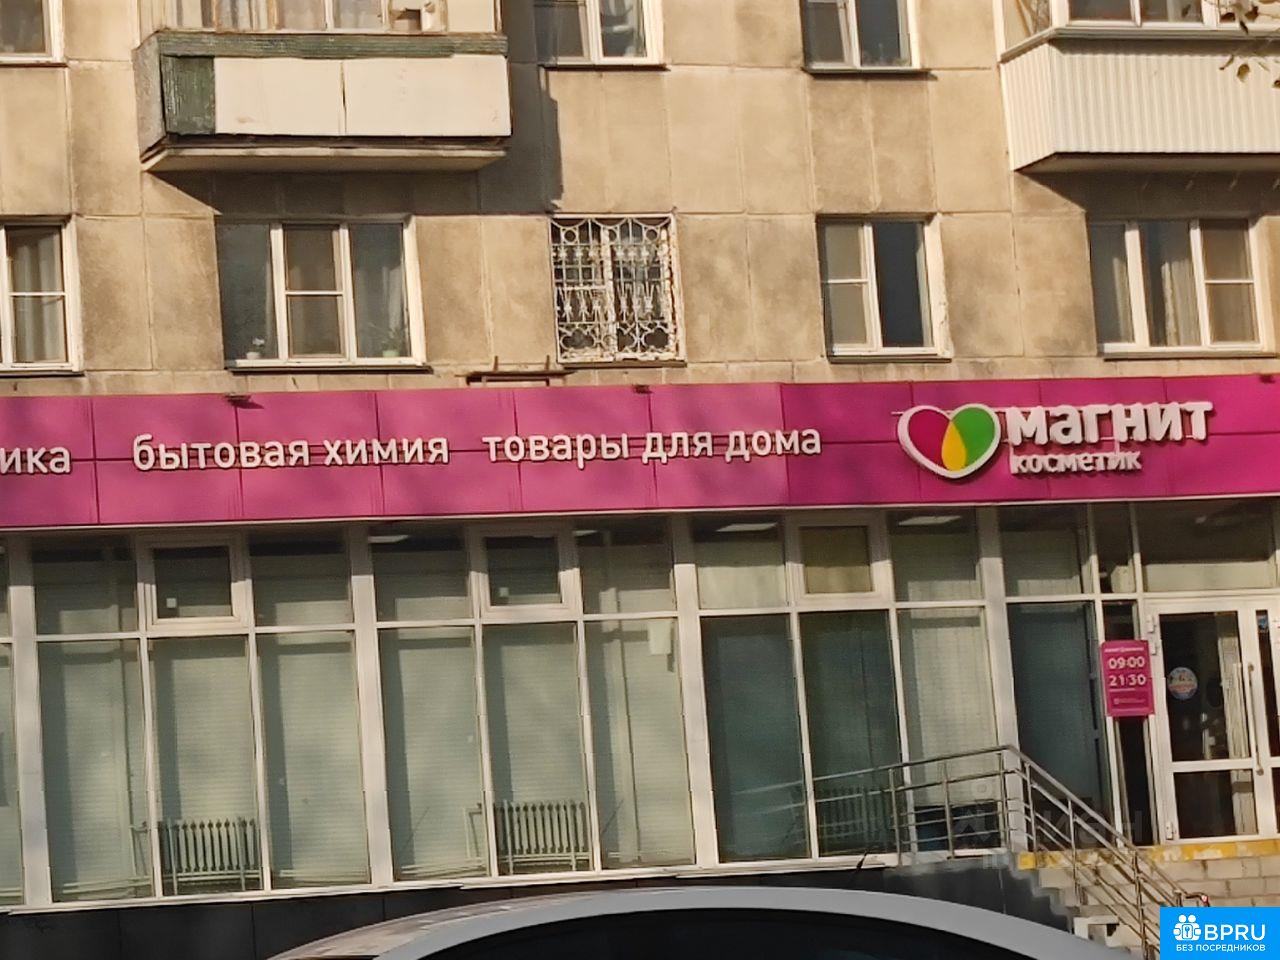 ика бытовая химия товары для дома
магнит
косметик
09:00
21:30
BPRU
БЕЗ ПОСРЕДНИКОВ